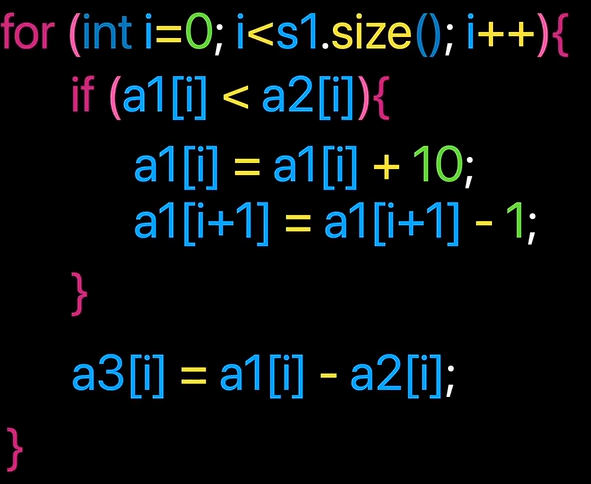 for (int i=0; i<s1.size(); i++){
if (a1[i] < a2[i]){
a1[i] = a1[i] + 10;
a1[i+1] = a1[i+1] - 1;
}
a3[i] = a1[i] - a2[i];
}